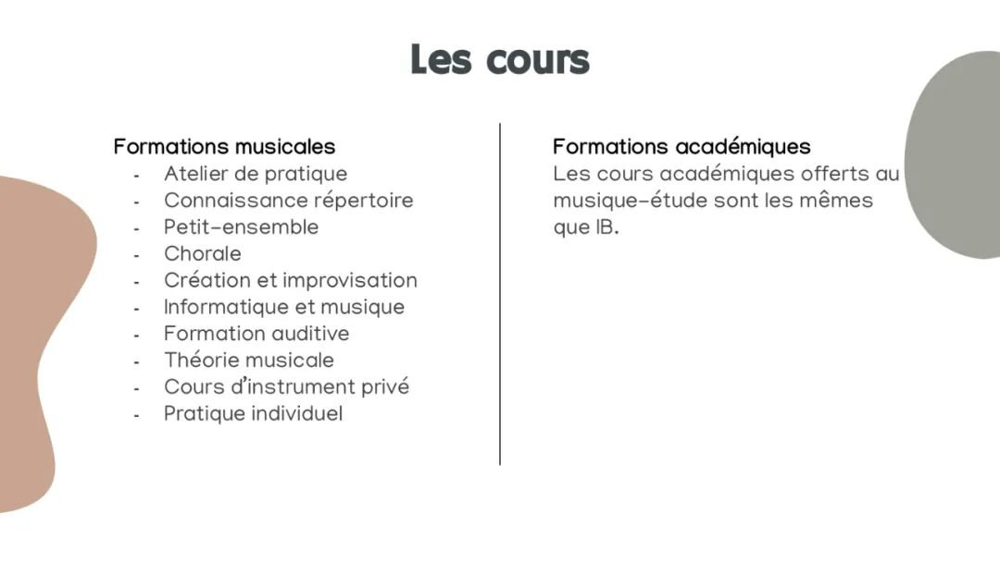 Les cours
Formations musicales
- Atelier de pratique
- Connaissance répertoire
- Petit-ensemble
- Chorale
- Création et improvisation
- Informatique et musique
- Formation auditive
- Théorie musicale
- Cours d’instrument privé
- Pratique individuel
Formations académiques
Les cours académiques offerts au
musique-étude sont les mêmes
que IB.